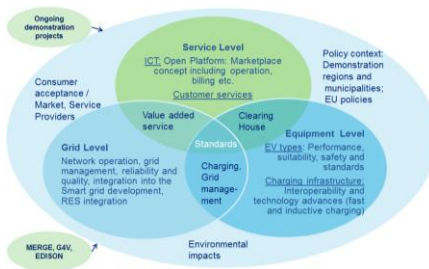 Ongoing
demonstration
projects
Service Level
ICT: Open Platform: Marketplace
concept including operation,
billing etc.
Customer services
Policy context:
Demonstration
regions and
municipalities;
EU policies
Consumer
acceptance /
Market, Service
Providers
Value added
service
Clearing
House
Standards
Grid Level
Network operation, grid
management, reliability and
quality, integration into the
Smart grid development,
RES integration
Charging,
Grid
manage-
ment
Equipment Level
EV types: Performance,
suitability, safety and
standards
Charging infrastructure:
Interoperability and
technology advances (fast
and inductive charging)
MERGE, G4V,
EDISON
Environmental
impacts